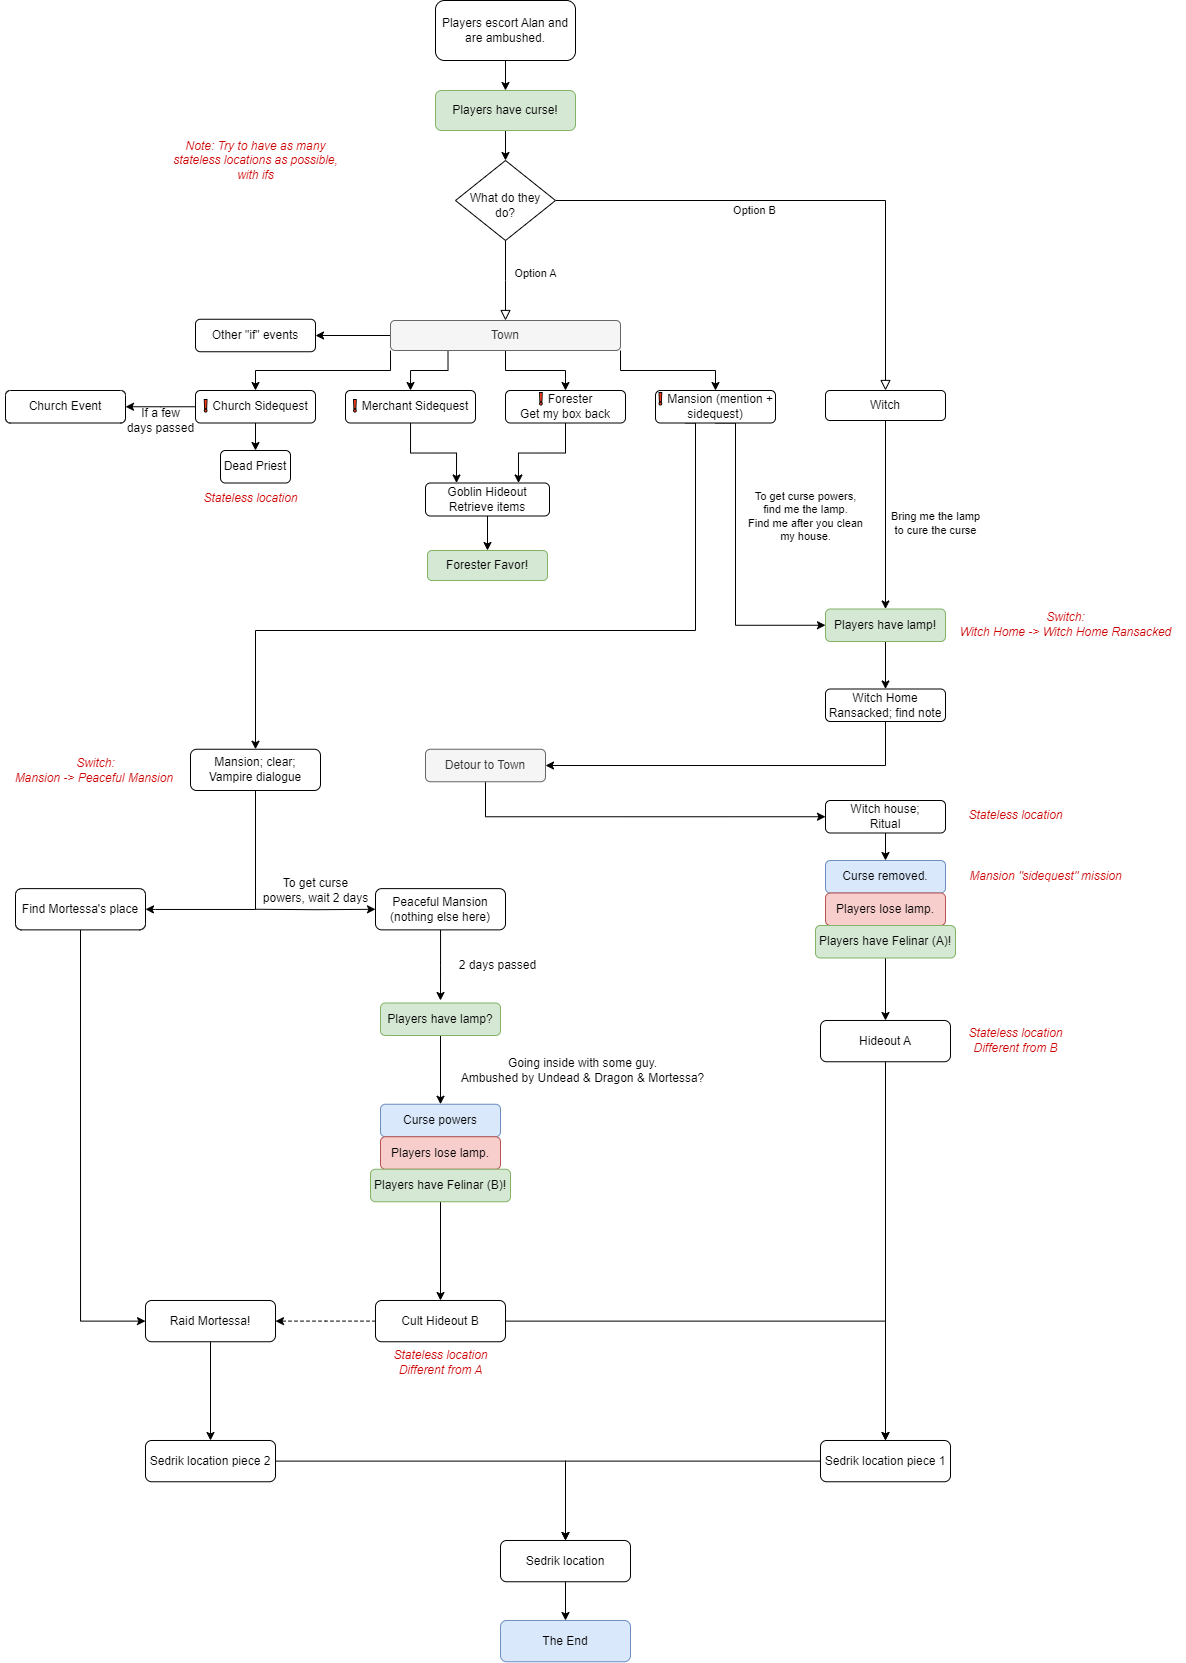 Players escort Alan and
are ambushed.
Players have curse!
Note: Try to have as many
stateless locations as possible,
with ifs
What do they
do?
Option B
Option A
Other "if" events
Town
Church Event
If a few
days passed
Church Sidequest
Merchant Sidequest
Forester
Get my box back
Mansion (mention +
sidequest)
Witch
Dead Priest
Stateless location
Goblin Hideout
Retrieve items
To get curse powers,
find me the lamp.
Find me after you clean
my house.
Bring me the lamp
to cure the curse
Forester Favor!
Players have lamp!
Switch:
Witch Home -> Witch Home Ransacked
Witch Home
Ransacked; find note
Switch:
Mansion -> Peaceful Mansion
Mansion; clear;
Vampire dialogue
Detour to Town
Witch house;
Ritual
Stateless location
Curse removed.
Mansion "sidequest" mission
Players lose lamp.
Players have Felinar (A)!
Find Mortessa's place
To get curse
powers, wait 2 days
Peaceful Mansion
(nothing else here)
2 days passed
Players have lamp?
Hideout A
Stateless location
Different from B
Going inside with some guy.
Ambushed by Undead & Dragon & Mortessa?
Curse powers
Players lose lamp.
Players have Felinar (B)!
Raid Mortessa!
Cult Hideout B
Stateless location
Different from A
Sedrik location piece 2
Sedrik location piece 1
Sedrik location
The End